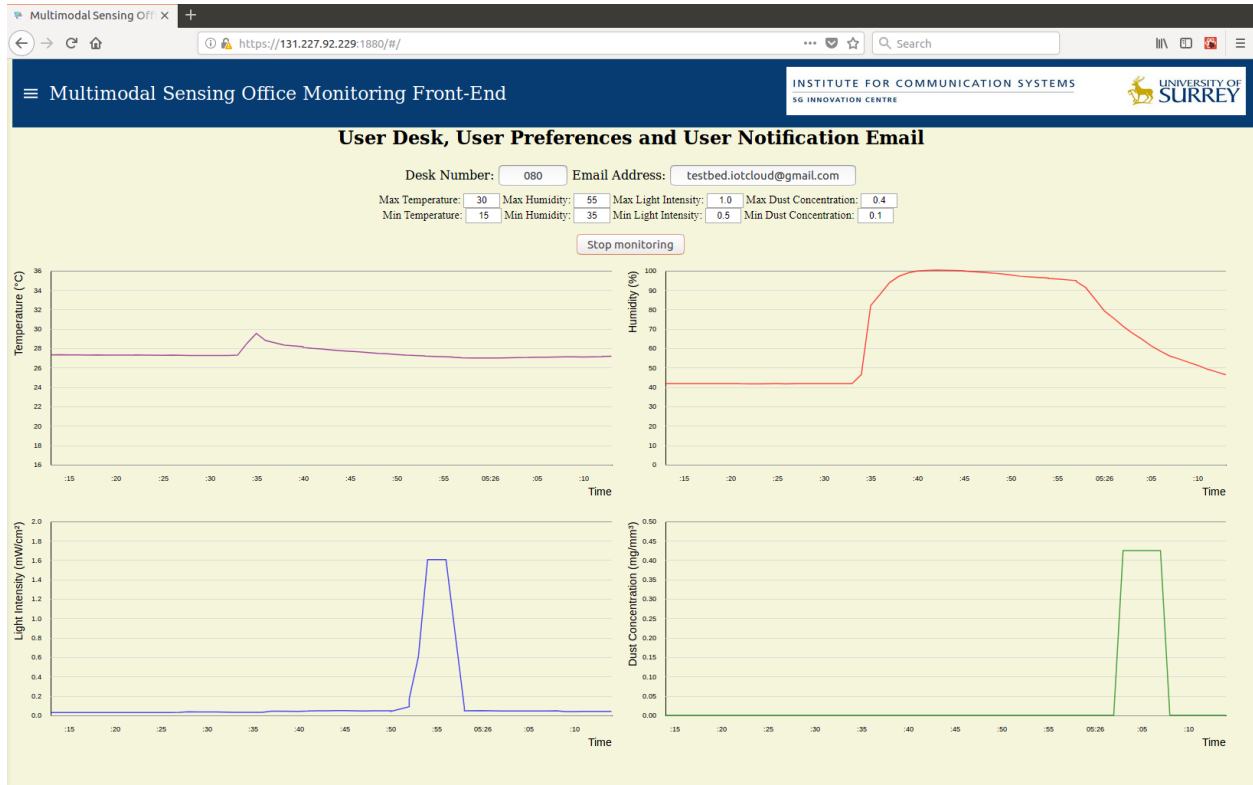 Multimodal Sensing Off
https://131.227.92.229:1880/#/
Search
Multimodal Sensing Office Monitoring Front-End
INSTITUTE FOR COMMUNICATION SYSTEMS
5G INNOVATION CENTRE
UNIVERSITY OF
SURREY
User Desk, User Preferences and User Notification Email
Desk Number: 080 Email Address: testbed.iotcloud@gmail.com
Max Temperature: 30 Max Humidity: 55 Max Light Intensity: 1.0 Max Dust Concentration: 0.4
Min Temperature: 15 Min Humidity: 35 Min Light Intensity: 0.5 Min Dust Concentration: 0.1
Stop monitoring
Temperature (°C)
36
34
32
30
28
26
24
22
20
18
16
:15 :20 :25 :30 :35 :40 :45 :50 :55 05:26 :05 :10
Time
Humidity (%)
100
90
80
70
60
50
40
30
20
10
0
:15 :20 :25 :30 :35 :40 :45 :50 :55 05:26 :05 :10
Time
Light Intensity (mW/cm²)
2.0
1.8
1.6
1.4
1.2
1.0
0.8
0.6
0.4
0.2
0.0
:15 :20 :25 :30 :35 :40 :45 :50 :55 05:26 :05 :10
Time
Dust Concentration (mg/mm³)
0.50
0.45
0.40
0.35
0.30
0.25
0.20
0.15
0.10
0.05
0.00
:15 :20 :25 :30 :35 :40 :45 :50 :55 05:26 :05 :10
Time